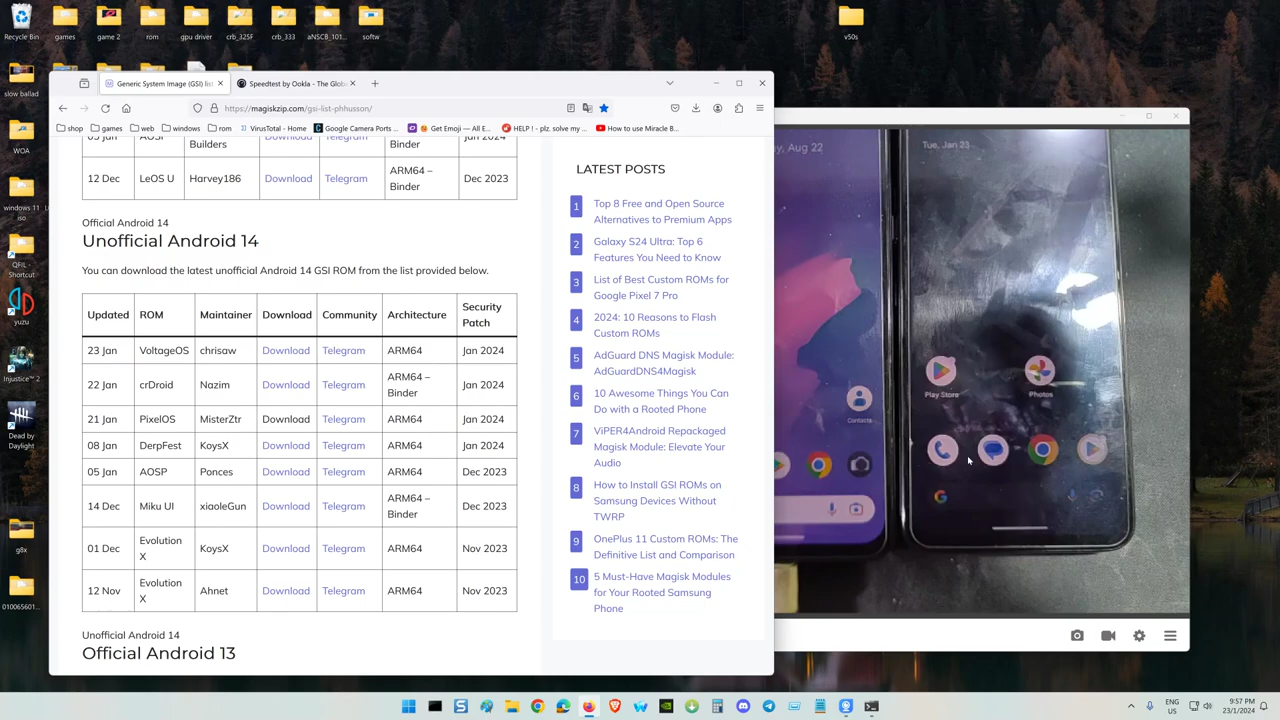 Recycle Bin
games
game 2
rom
gpu driver
crb_325F
crb_333
aNSCB_101...
softw
v50s
slow ballad
WOA
windows 11 iso
QFIL - Shortcut
yuzu
Injustice™ 2
Dead by Daylight
g8x
010065601...
Generic System Image (GSI) lis
Speedtest by Ookla - The Globa
https://magiskzip.com/gsi-list-phhusson/
shop
games
web
windows
rom
VirusTotal - Home
Google Camera Ports ...
Get Emoji — All E...
HELP ! - plz. solve my ...
How to use Miracle B...
Builders
12 Dec LeOS U Harvey186 Download Telegram ARM64 – Binder Dec 2023
Official Android 14
Unofficial Android 14
You can download the latest unofficial Android 14 GSI ROM from the list provided below.
Updated ROM Maintainer Download Community Architecture Security Patch
23 Jan VoltageOS chrisaw Download Telegram ARM64 Jan 2024
22 Jan crDroid Nazim Download Telegram ARM64 – Binder Jan 2024
21 Jan PixelOS MisterZtr Download Telegram ARM64 Jan 2024
08 Jan DerpFest KoysX Download Telegram ARM64 Jan 2024
05 Jan AOSP Ponces Download Telegram ARM64 Dec 2023
14 Dec Miku UI xiaoleGun Download Telegram ARM64 – Binder Dec 2023
01 Dec Evolution X KoysX Download Telegram ARM64 Nov 2023
12 Nov Evolution X Ahnet Download Telegram ARM64 Nov 2023
Unofficial Android 14
Official Android 13
LATEST POSTS
1 Top 8 Free and Open Source
Alternatives to Premium Apps
2 Galaxy S24 Ultra: Top 6
Features You Need to Know
3 List of Best Custom ROMs for
Google Pixel 7 Pro
4 2024: 10 Reasons to Flash
Custom ROMs
5 AdGuard DNS Magisk Module:
AdGuardDNS4Magisk
6 10 Awesome Things You Can
Do with a Rooted Phone
7 ViPER4Android Repackaged
Magisk Module: Elevate Your
Audio
8 How to Install GSI ROMs on
Samsung Devices Without
TWRP
9 OnePlus 11 Custom ROMs: The
Definitive List and Comparison
10 5 Must-Have Magisk Modules
for Your Rooted Samsung
Phone
Aug 22
Tue, Jan 23
Play Store
Photos
Contacts
ENG
US
9:57 PM
23/1/2024